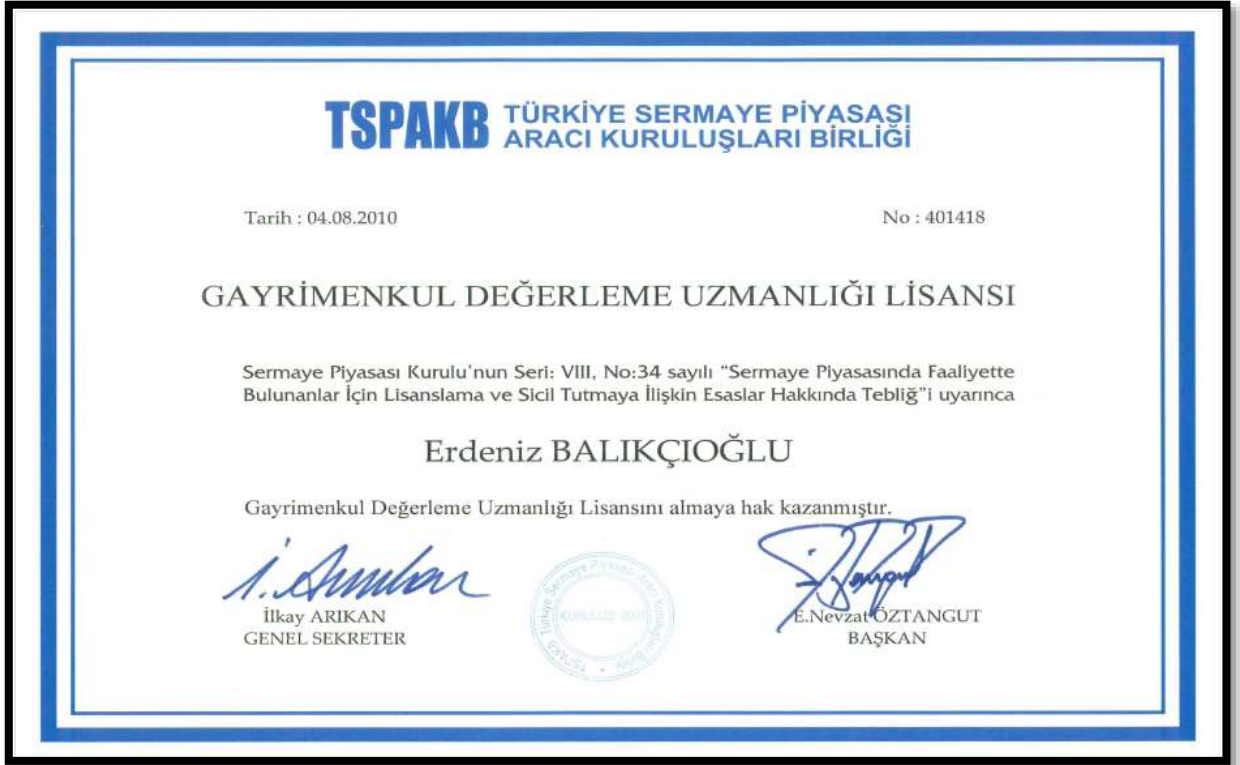 TSPAKB TÜRKİYE SERMAYE PİYASASI
ARACI KURULUŞLARI BİRLİĞİ
Tarih : 04.08.2010 No : 401418
GAYRİMENKUL DEĞERLEME UZMANLIĞI LİSANSI
Sermaye Piyasası Kurulu'nun Seri: VIII, No:34 sayılı “Sermaye Piyasasında Faaliyette
Bulunanlar İçin Lisanslama ve Sicil Tutmaya İlişkin Esaslar Hakkında Tebliğ”i uyarınca
Erdeniz BALIKÇIOĞLU
Gayrimenkul Değerleme Uzmanlığı Lisansını almaya hak kazanmıştır.
İlkay ARIKAN
GENEL SEKRETER
KURULUŞ 2001
E.Nevzat ÖZTANGUT
BAŞKAN